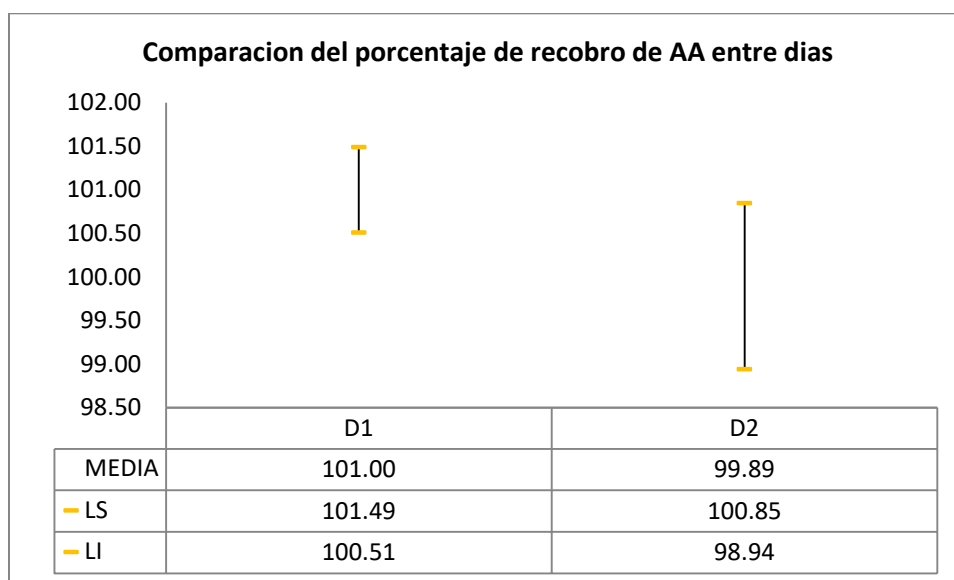 Comparacion del porcentaje de recobro de AA entre dias
102.00
101.50
101.00
100.50
100.00
99.50
99.00
98.50
D1 D2
MEDIA 101.00 99.89
LS 101.49 100.85
LI 100.51 98.94